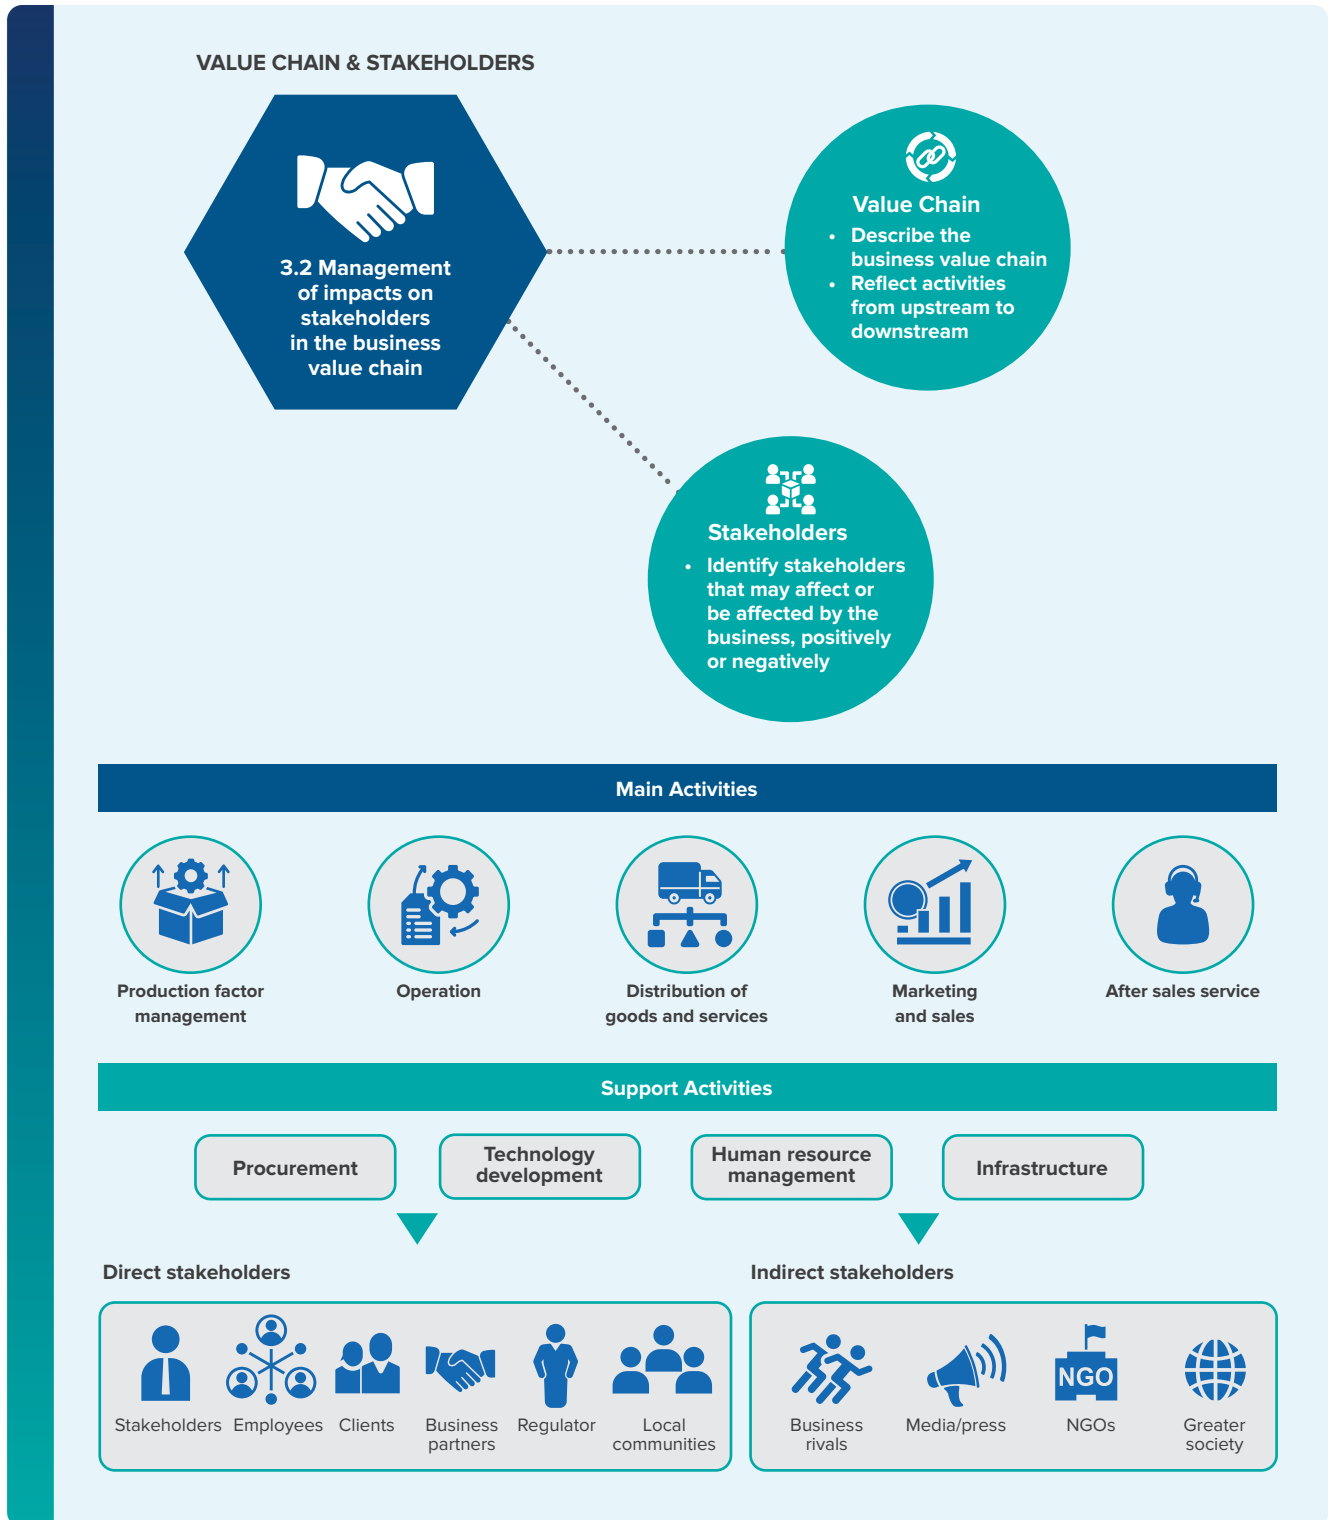 VALUE CHAIN & STAKEHOLDERS
3.2 Management
of impacts on
stakeholders
in the business
value chain
Value Chain
• Describe the
business value chain
• Reflect activities
from upstream to
downstream
Stakeholders
• Identify stakeholders
that may affect or
be affected by the
business, positively
or negatively
Main Activities
Production factor
management
Operation
Distribution of
goods and services
Marketing
and sales
After sales service
Support Activities
Procurement
Technology
development
Human resource
management
Infrastructure
Direct stakeholders
Stakeholders
Employees
Clients
Business
partners
Regulator
Local
communities
Indirect stakeholders
Business
rivals
Media/press
NGO
NGOs
Greater
society